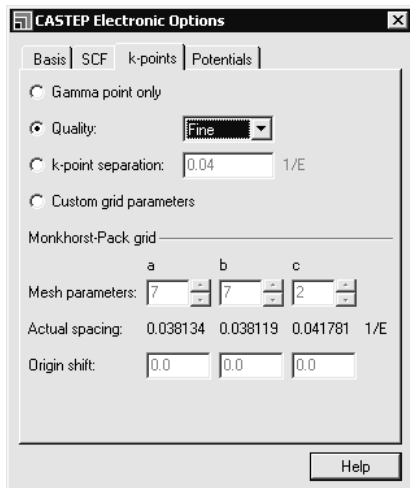 CASTEP Electronic Options
Basis SCF k-points Potentials
Gamma point only
Quality: Fine
k-point separation: 0.04 1/E
Custom grid parameters
Monkhorst-Pack grid
a b c
Mesh parameters: 7 7 2
Actual spacing: 0.038134 0.038119 0.041781 1/E
Origin shift: 0.0 0.0 0.0
Help